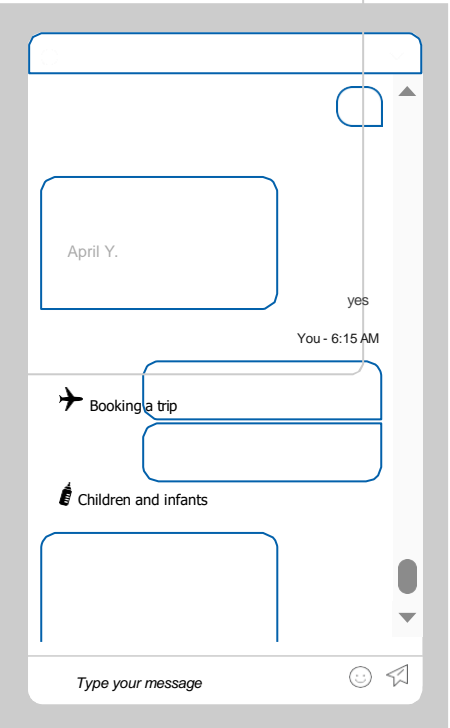 April Y.
yes
You - 6:15 AM
Booking a trip
Children and infants
Type your message